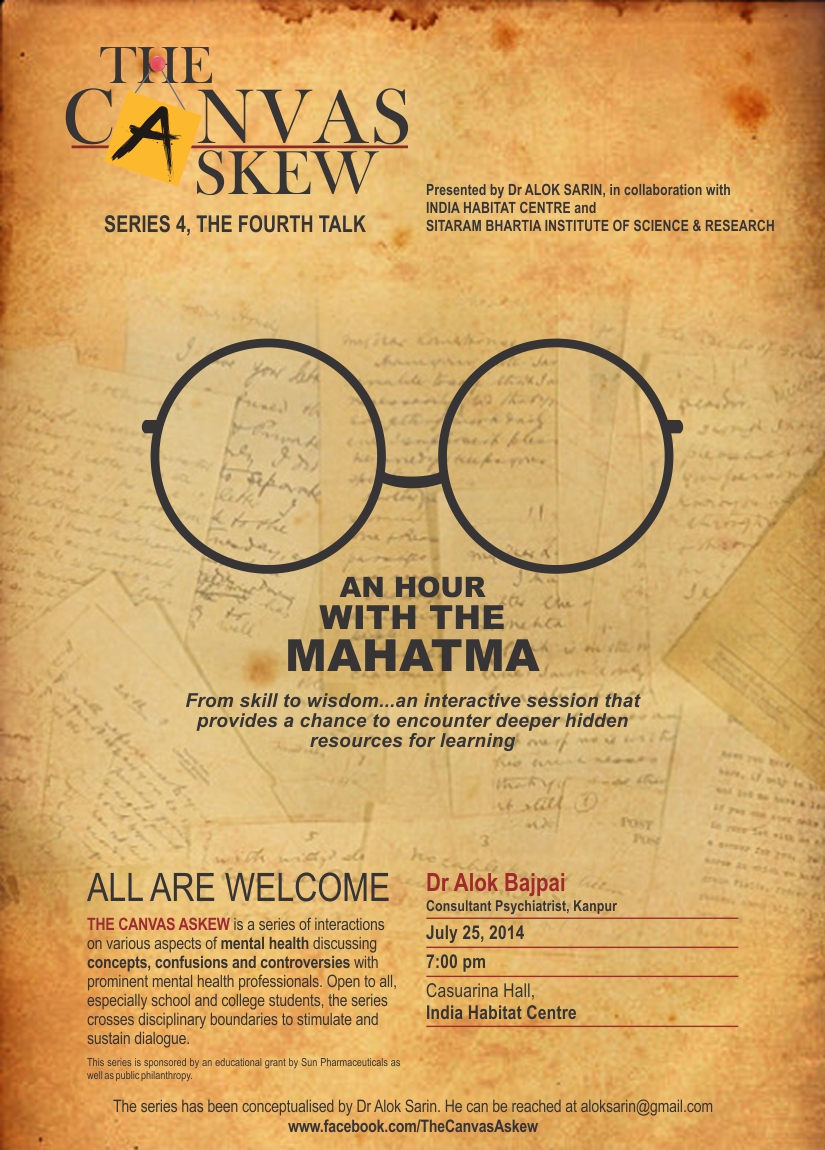 THE
CANVAS
ASKEW
SERIES 4, THE FOURTH TALK
Presented by Dr ALOK SARIN, in collaboration with
INDIA HABITAT CENTRE and
SITARAM BHARTIA INSTITUTE OF SCIENCE & RESEARCH
AN HOUR
WITH THE
MAHATMA
From skill to wisdom...an interactive session that
provides a chance to encounter deeper hidden
resources for learning
ALL ARE WELCOME
THE CANVAS ASKEW is a series of interactions
on various aspects of mental health discussing
concepts, confusions and controversies with
prominent mental health professionals. Open to all,
especially school and college students, the series
crosses disciplinary boundaries to stimulate and
sustain dialogue.
This series is sponsored by an educational grant by Sun Pharmaceuticals as
well as public philanthropy.
Dr Alok Bajpai
Consultant Psychiatrist, Kanpur
July 25, 2014
7:00 pm
Casuarina Hall,
India Habitat Centre
The series has been conceptualised by Dr Alok Sarin. He can be reached at aloksarin@gmail.com
www.facebook.com/TheCanvasAskew